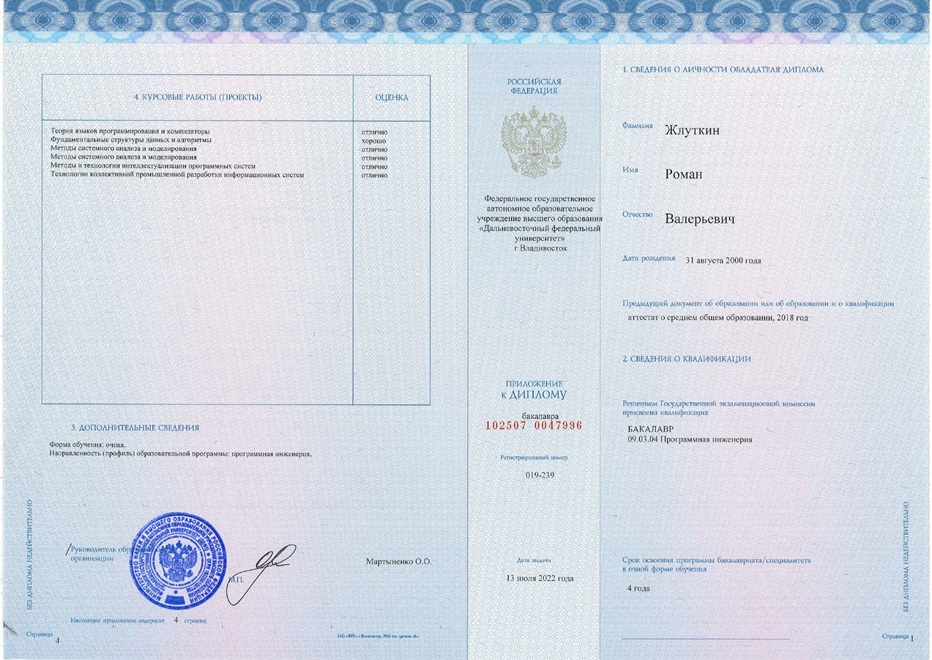 4. КУРСОВЫЕ РАБОТЫ (ПРОЕКТЫ)
ОЦЕНКА
Теория языков программирования и компиляторы отлично
Фундаментальные структуры данных и алгоритмы хорошо
Методы системного анализа и моделирования отлично
Методы системного анализа и моделирования отлично
Методы и технологии интеллектуализации программных систем отлично
Технологии коллективной промышленной разработки информационных систем отлично
5. ДОПОЛНИТЕЛЬНЫЕ СВЕДЕНИЯ
Форма обучения: очная.
Направленность (профиль) образовательной программы: программная инженерия.
БЕЗ ДИПЛОМА НЕДЕЙСТВИТЕЛЬНО
/Руководитель
организации
М.П.
Мартыненко О.О.
Настоящее приложение содержит 4 страниц
Страница 4
РОССИЙСКАЯ
ФЕДЕРАЦИЯ
Федеральное государственное
автономное образовательное
учреждение высшего образования
«Дальневосточный федеральный
университет»
г Владивосток
ПРИЛОЖЕНИЕ
к ДИПЛОМУ
бакалавра
102507 0047996
Регистрационный номер
019-239
Дата выдачи
13 июля 2022 года
1. СВЕДЕНИЯ О ЛИЧНОСТИ ОБЛАДАТЕЛЯ ДИПЛОМА
Фамилия Жлуткин
Имя Роман
Отчество Валерьевич
Дата рождения 31 августа 2000 года
Предыдущий документ об образовании или об образовании и о квалификации
аттестат о среднем общем образовании, 2018 год
2. СВЕДЕНИЯ О КВАЛИФИКАЦИИ
Решением Государственной экзаменационной комиссии
присвоена квалификация
БАКАЛАВР
09.03.04 Программная инженерия
Срок освоения программы бакалавриата/специалитета
в очной форме обучения
4 года
БЕЗ ДИПЛОМА НЕДЕЙСТВИТЕЛЬНО
Страница 1